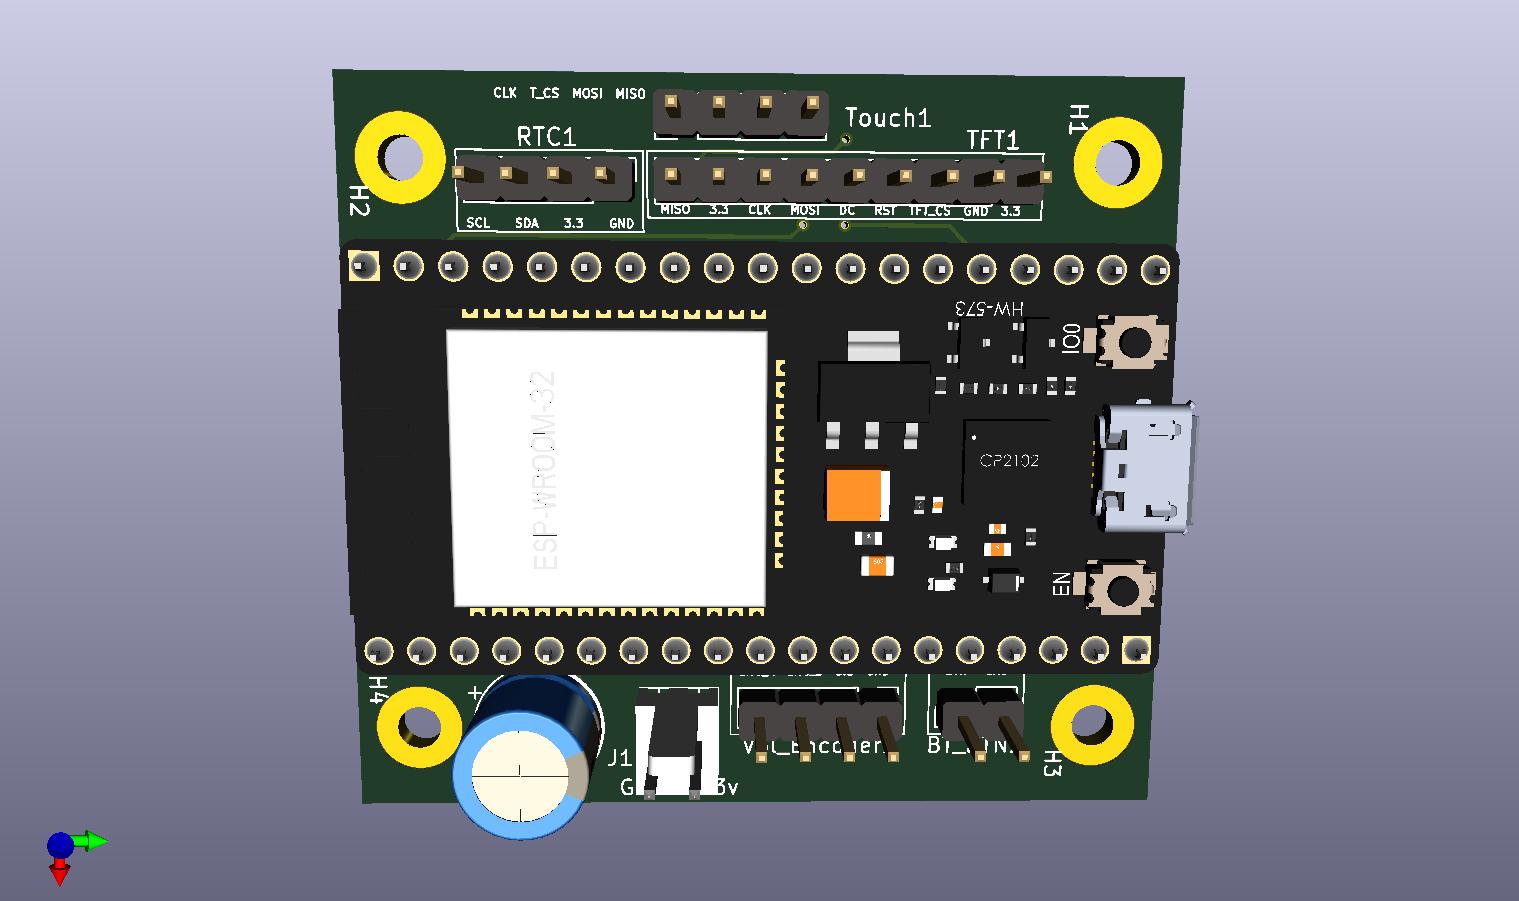 CLK T_CS MOSI MISO
Touch1
H1
RTC1
TFT1
H2
MISO 3.3 CLK MOSI DC RST TFT_CS GND 3.3
SCL SDA 3.3 GND
HW-573
IO0
ESP-WROOM-32
CP2102
EN
H4
+
J1
H3